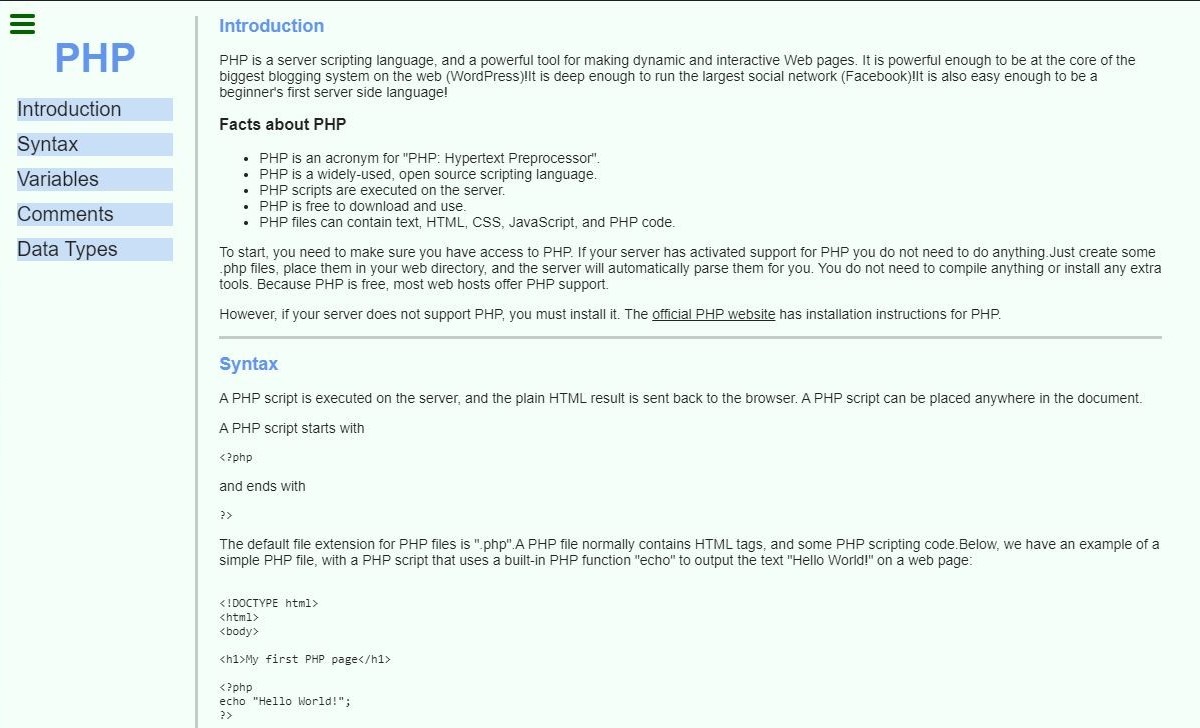 PHP
Introduction
Syntax
Variables
Comments
Data Types
Introduction
PHP is a server scripting language, and a powerful tool for making dynamic and interactive Web pages. It is powerful enough to be at the core of the
biggest blogging system on the web (WordPress)!It is deep enough to run the largest social network (Facebook)!It is also easy enough to be a
beginner's first server side language!
Facts about PHP
• PHP is an acronym for "PHP: Hypertext Preprocessor".
• PHP is a widely-used, open source scripting language.
• PHP scripts are executed on the server.
• PHP is free to download and use.
• PHP files can contain text, HTML, CSS, JavaScript, and PHP code.
To start, you need to make sure you have access to PHP. If your server has activated support for PHP you do not need to do anything.Just create some
.php files, place them in your web directory, and the server will automatically parse them for you. You do not need to compile anything or install any extra
tools. Because PHP is free, most web hosts offer PHP support.
However, if your server does not support PHP, you must install it. The official PHP website has installation instructions for PHP.
Syntax
A PHP script is executed on the server, and the plain HTML result is sent back to the browser. A PHP script can be placed anywhere in the document.
A PHP script starts with
<?php
and ends with
?>
The default file extension for PHP files is ".php".A PHP file normally contains HTML tags, and some PHP scripting code.Below, we have an example of a
simple PHP file, with a PHP script that uses a built-in PHP function "echo" to output the text "Hello World!" on a web page:
<!DOCTYPE html>
<html>
<body>
<h1>My first PHP page</h1>
<?php
echo "Hello World!";
?>